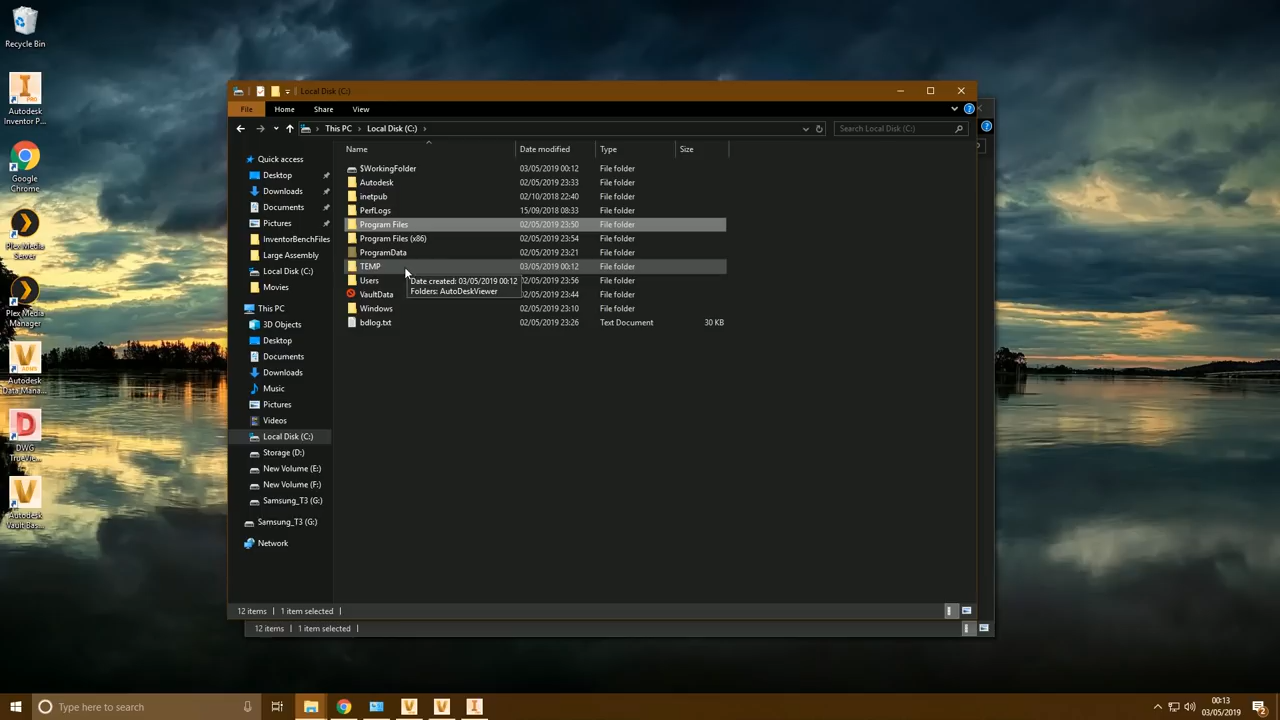 Recycle Bin
Autodesk
Inventor P...
Google
Chrome
Plex Media
Server
Plex Media
Manager
Autodesk
Data Mana...
DWG
TrueVie...
Autodesk
Vault Bas...
Local Disk (C:)
File
Home
Share
View
This PC
Local Disk (C:)
Search Local Disk (C:)
Quick access
Desktop
Downloads
Documents
Pictures
InventorBenchFiles
Large Assembly
Local Disk (C:)
Movies
This PC
3D Objects
Desktop
Documents
Downloads
Music
Pictures
Videos
Local Disk (C:)
Storage (D:)
New Volume (E:)
New Volume (F:)
Samsung_T3 (G:)
Samsung_T3 (G:)
Network
Name Date modified Type Size
$WorkingFolder 03/05/2019 00:12 File folder
Autodesk 02/05/2019 23:33 File folder
inetpub 02/10/2018 22:40 File folder
PerfLogs 15/09/2018 08:33 File folder
Program Files 02/05/2019 23:50 File folder
Program Files (x86) 02/05/2019 23:54 File folder
ProgramData 02/05/2019 23:21 File folder
TEMP 03/05/2019 00:12 File folder
Users 02/05/2019 23:56 File folder
Date created: 03/05/2019 00:12
Folders: AutoDeskViewer
VaultData 02/05/2019 23:44 File folder
Windows 02/05/2019 23:10 File folder
bdlog.txt 02/05/2019 23:26 Text Document 30 KB
12 items 1 item selected
12 items 1 item selected
Type here to search
00:13
03/05/2019
2